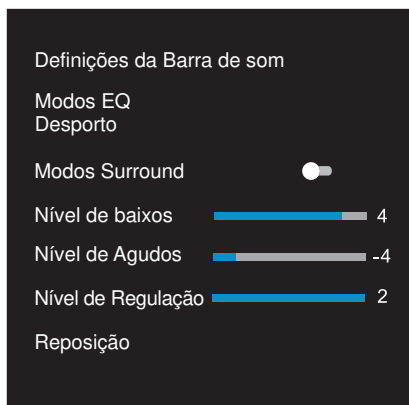 Definições da Barra de som
Modos EQ
Desporto
Modos Surround
Nível de baixos 4
Nível de Agudos -4
Nível de Regulação 2
Reposição